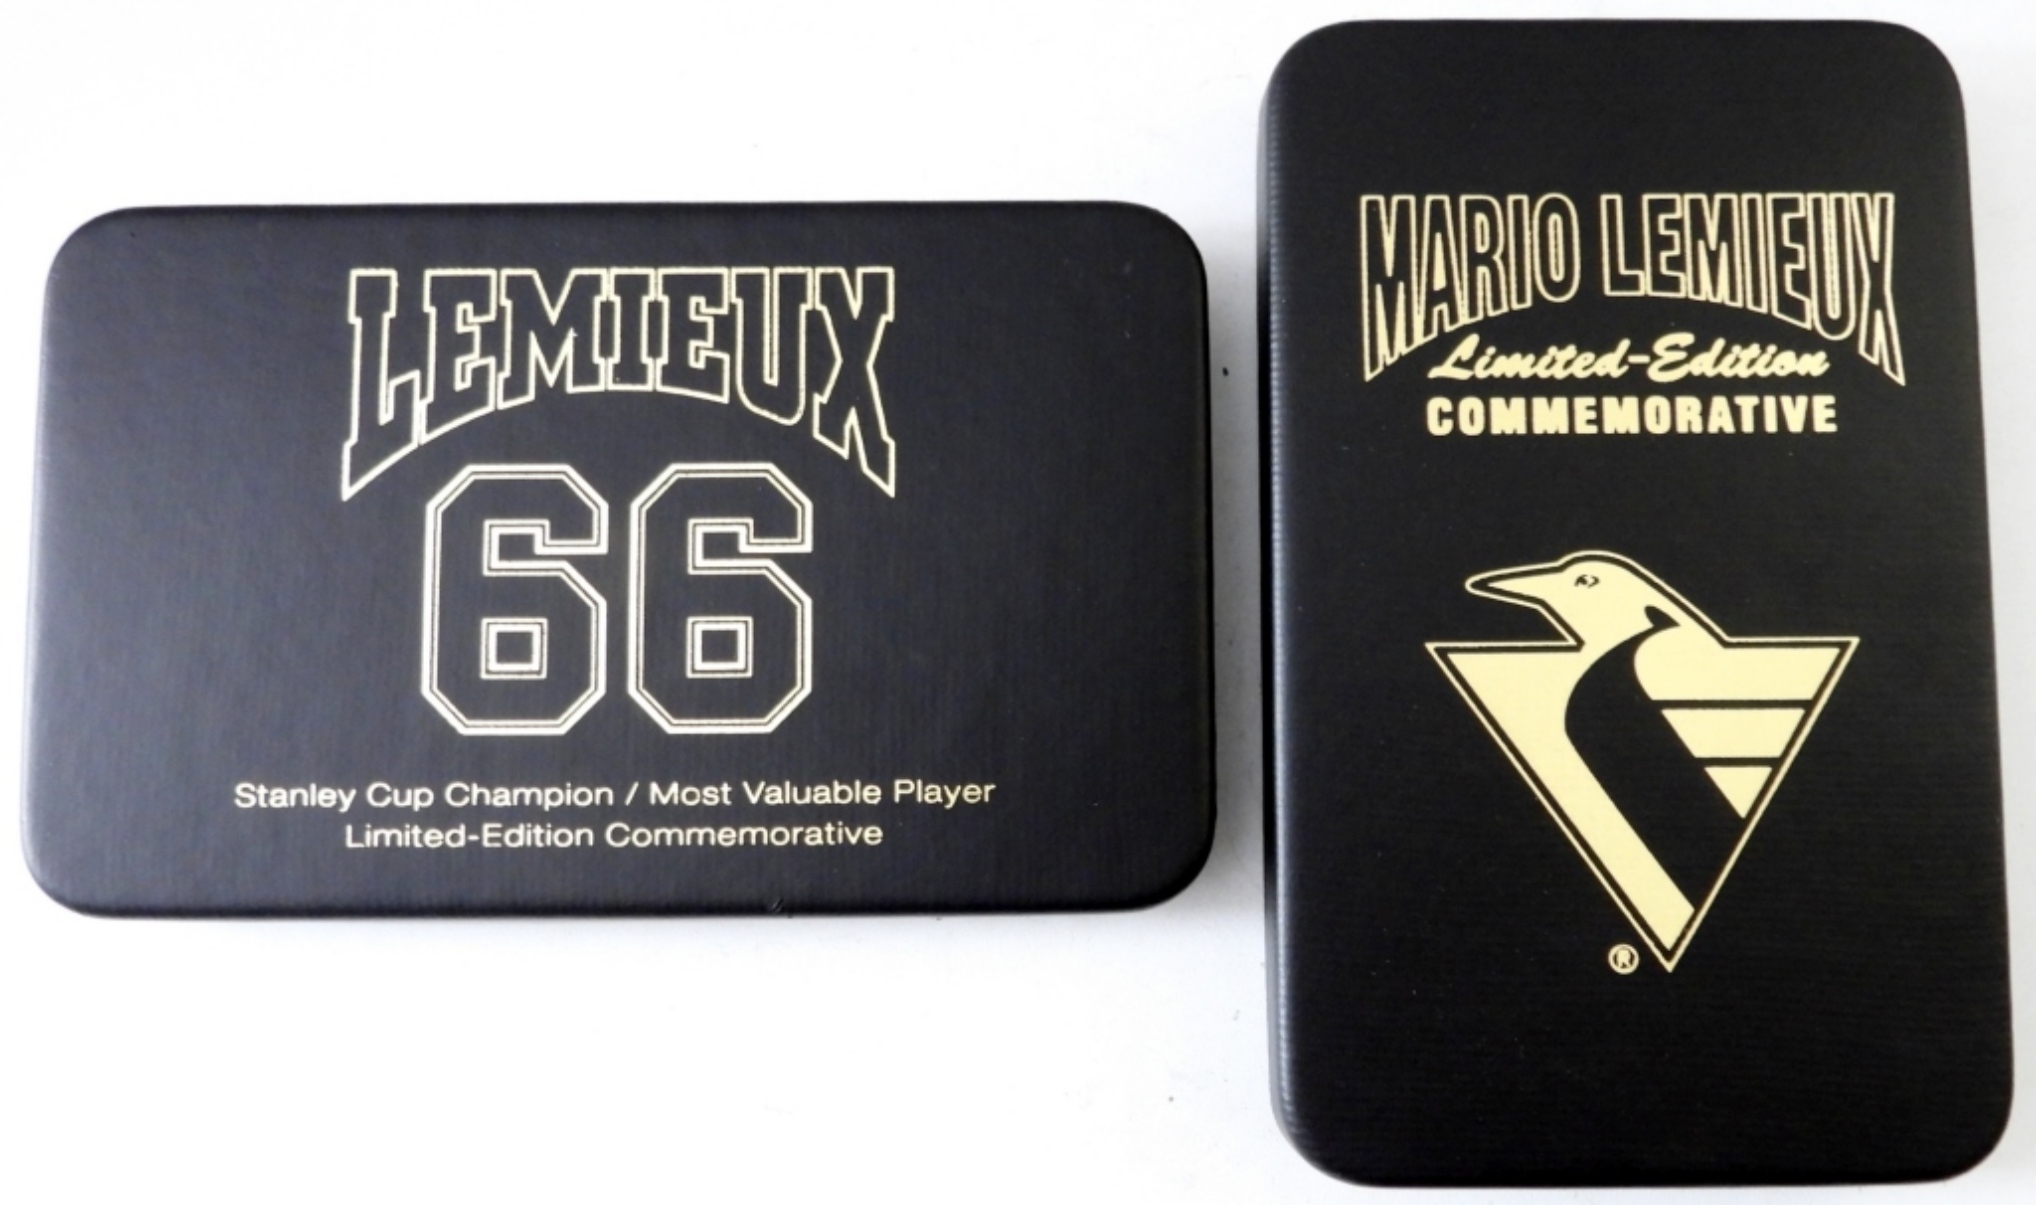 LEMIEUX
66
Stanley Cup Champion / Most Valuable Player
Limited-Edition Commemorative
MARIO LEMIEUX
Limited-Edition
COMMEMORATIVE
®